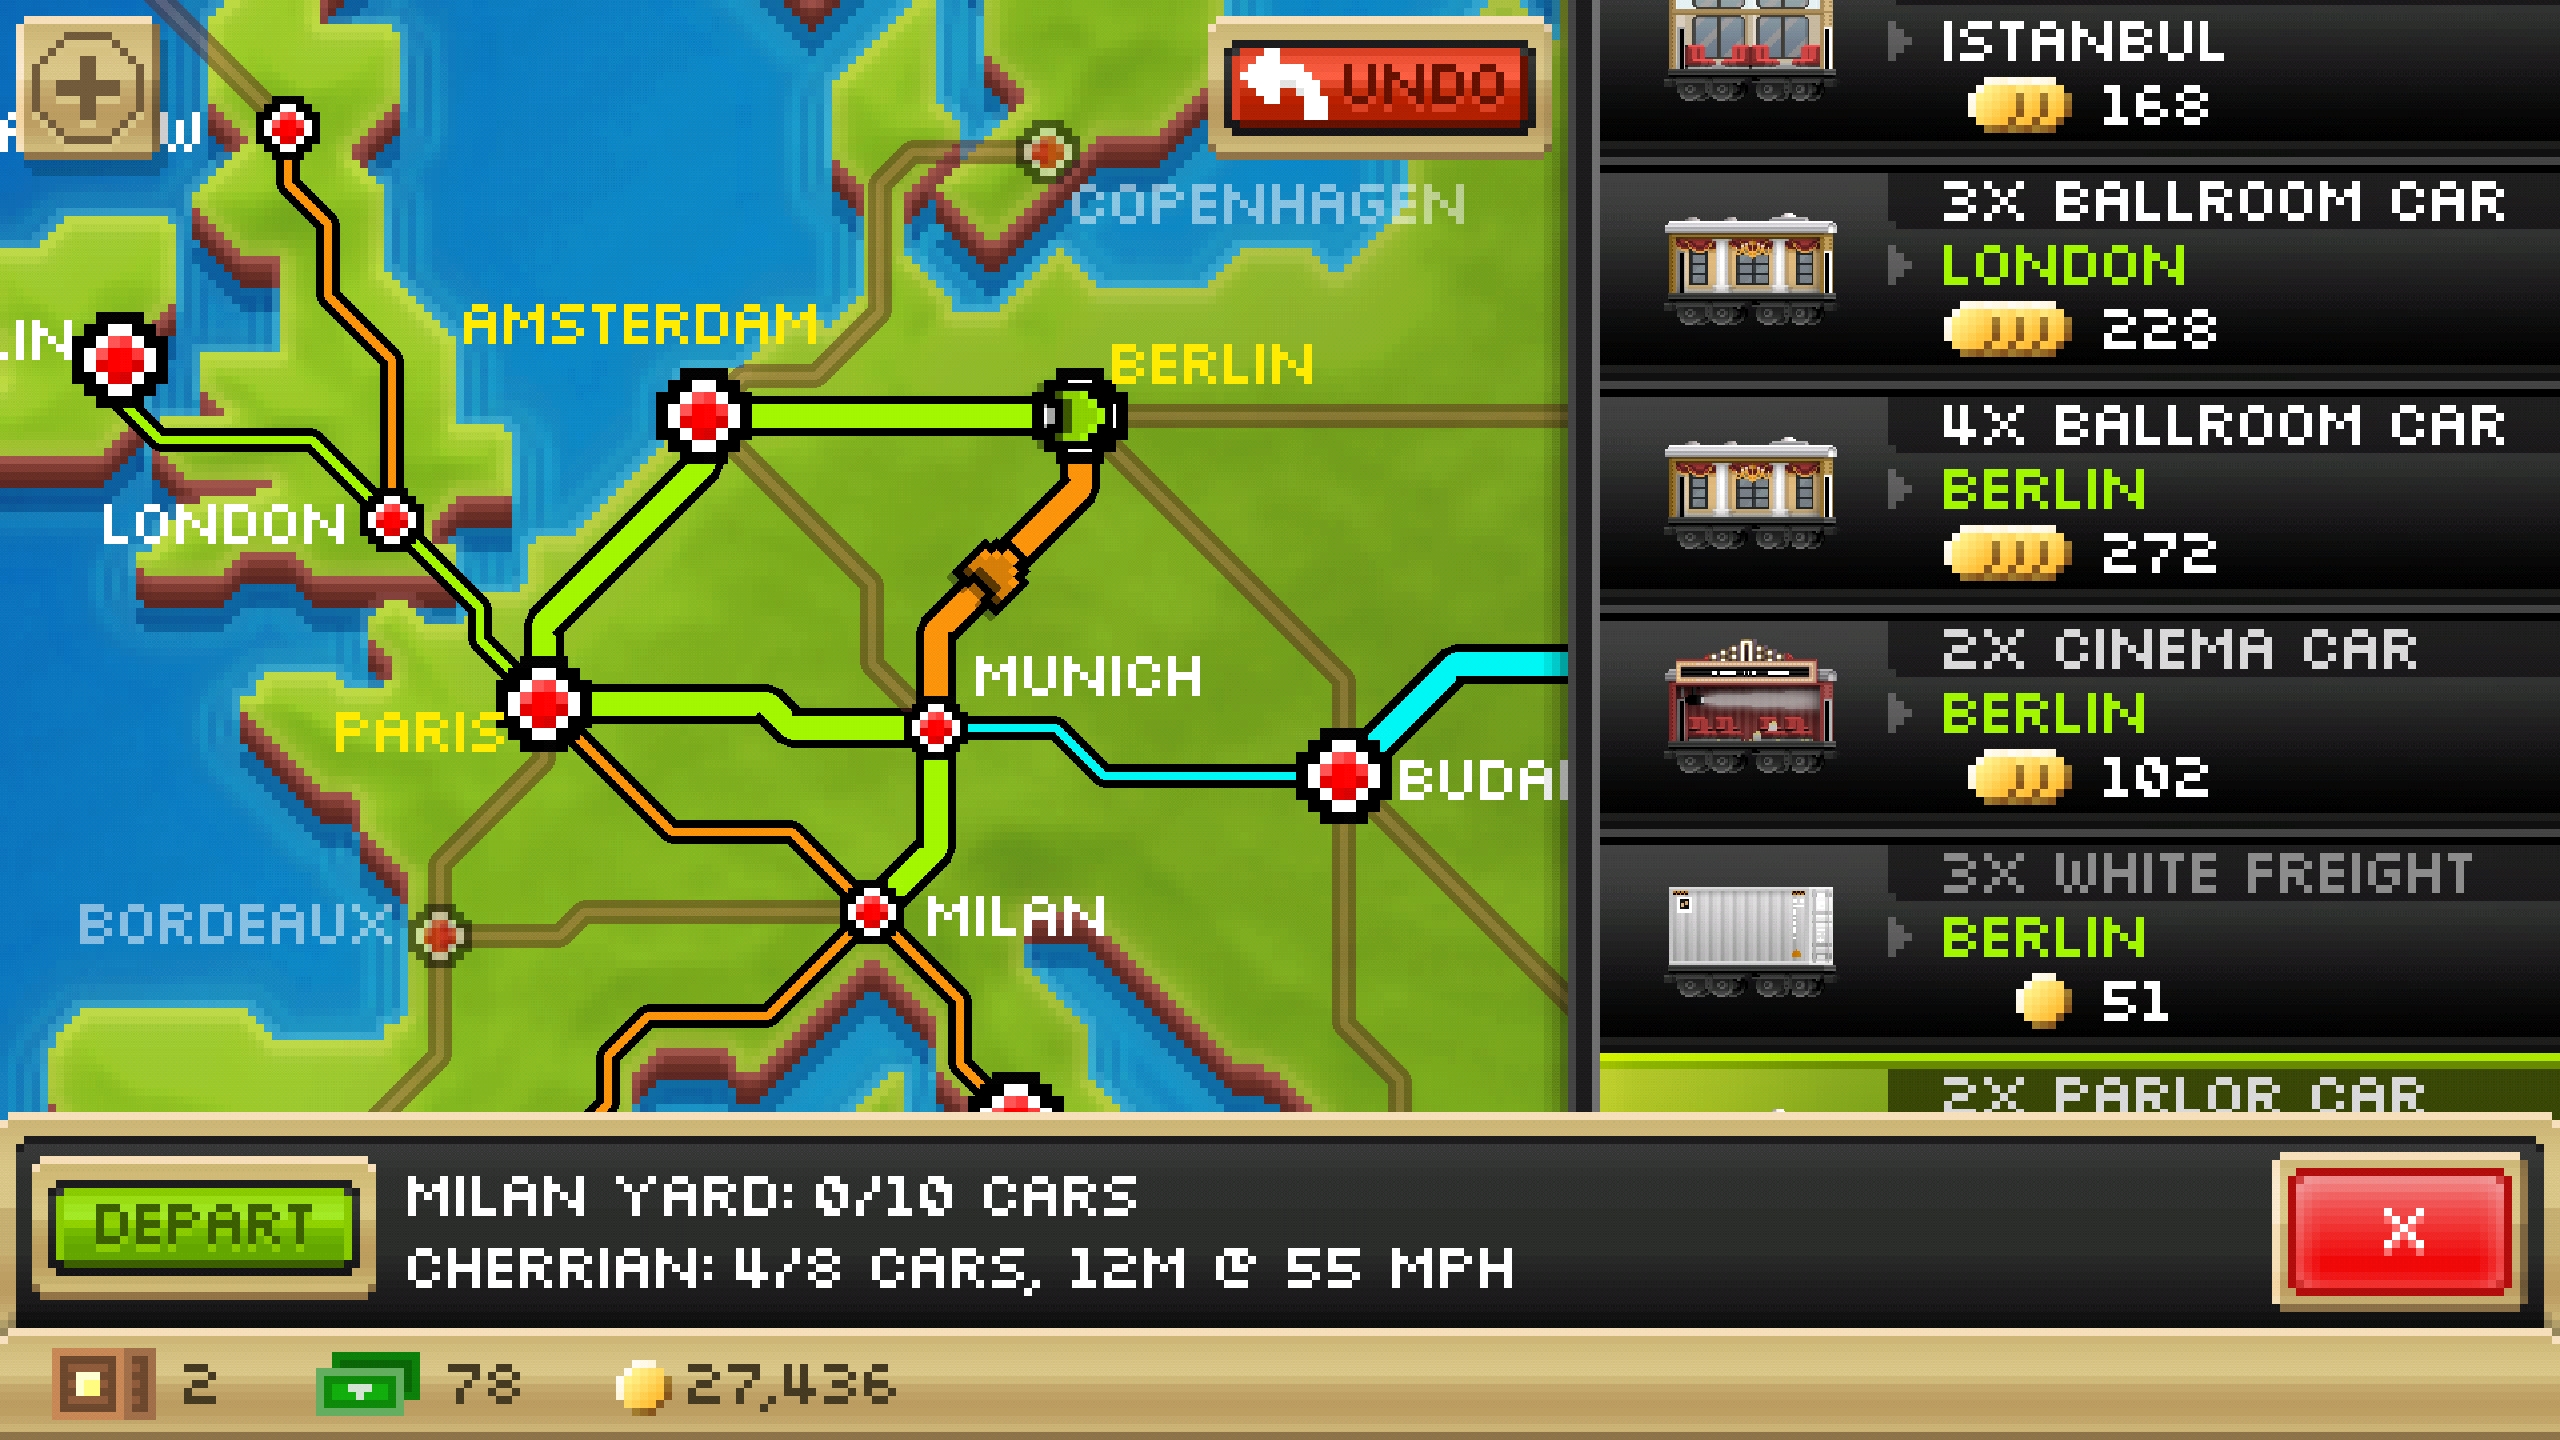 UNDO
COPENHAGEN
AMSTERDAM
BERLIN
LONDON
MUNICH
PARIS
BORDEAUX
MILAN
ISTANBUL
168
3X BALLROOM CAR
LONDON
228
4X BALLROOM CAR
BERLIN
272
2X CINEMA CAR
BERLIN
102
3X WHITE FREIGHT
BERLIN
51
2X PARLOR CAR
DEPART
MILAN YARD: 0/10 CARS
CHERRIAN: 4/8 CARS, 12M @ 55 MPH
X
2
78
27,436